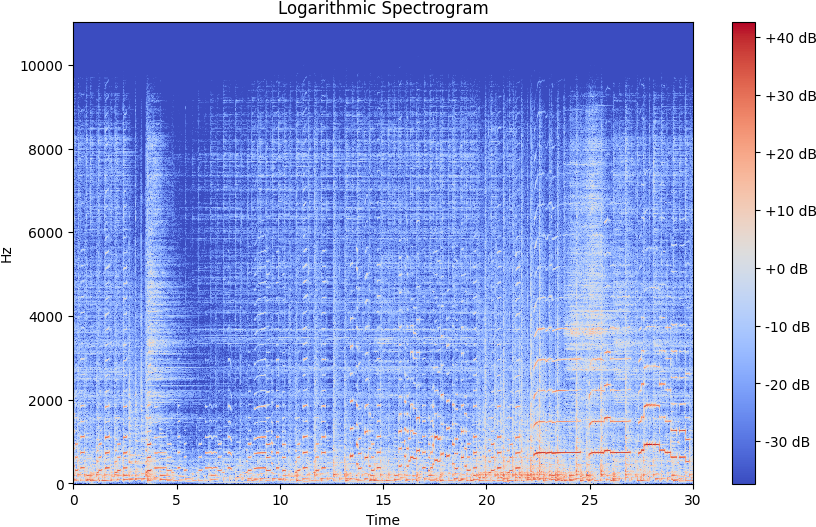 Logarithmic Spectrogram
Hz
10000
8000
6000
4000
2000
0
0 5 10 15 20 25 30
Time
+40 dB
+30 dB
+20 dB
+10 dB
+0 dB
-10 dB
-20 dB
-30 dB